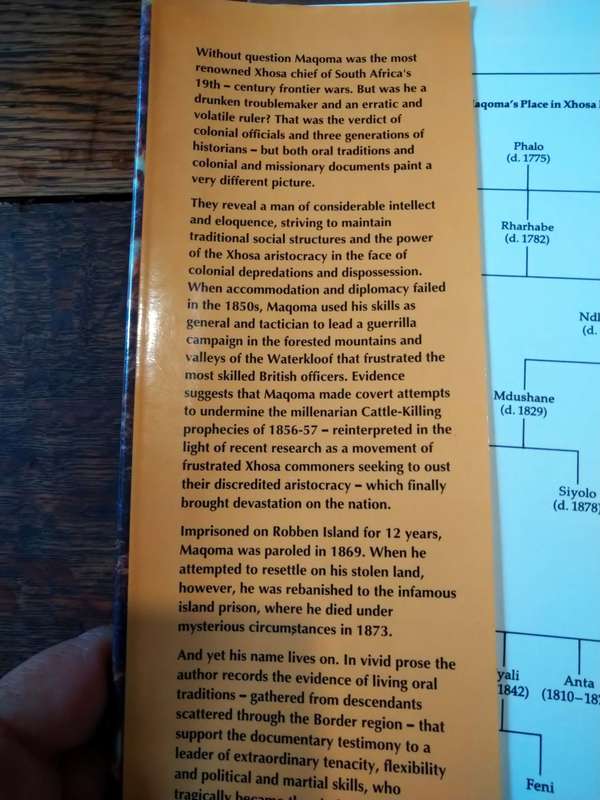 Without question Maqoma was the most
renowned Xhosa chief of South Africa's
19th – century frontier wars. But was he a
drunken troublemaker and an erratic and
volatile ruler? That was the verdict of
colonial officials and three generations of
historians – but both oral traditions and
colonial and missionary documents paint a
very different picture.
They reveal a man of considerable intellect
and eloquence, striving to maintain
traditional social structures and the power
of the Xhosa aristocracy in the face of
colonial depredations and dispossession.
When accommodation and diplomacy failed
in the 1850s, Maqoma used his skills as
general and tactician to lead a guerrilla
campaign in the forested mountains and
valleys of the Waterkloof that frustrated the
most skilled British officers. Evidence
suggests that Maqoma made covert attempts
to undermine the millenarian Cattle-Killing
prophecies of 1856-57 – reinterpreted in the
light of recent research as a movement of
frustrated Xhosa commoners seeking to oust
their discredited aristocracy – which finally
brought devastation on the nation.
Imprisoned on Robben Island for 12 years,
Maqoma was paroled in 1869. When he
attempted to resettle on his stolen land,
however, he was rebanished to the infamous
island prison, where he died under
mysterious circumstances in 1873.
And yet his name lives on. In vivid prose the
author records the evidence of living oral
traditions – gathered from descendants
scattered through the Border region – that
support the documentary testimony to a
leader of extraordinary tenacity, flexibility
and political and martial skills, who
tragically became
aqoma's Place in Xhosa
Phalo
(d. 1775)
Rharhabe
(d. 1782)
(d.
Mdushane
(d. 1829)
Siyolo
(d. 1878)
yali
1842)
Anta
(1810–18
Feni